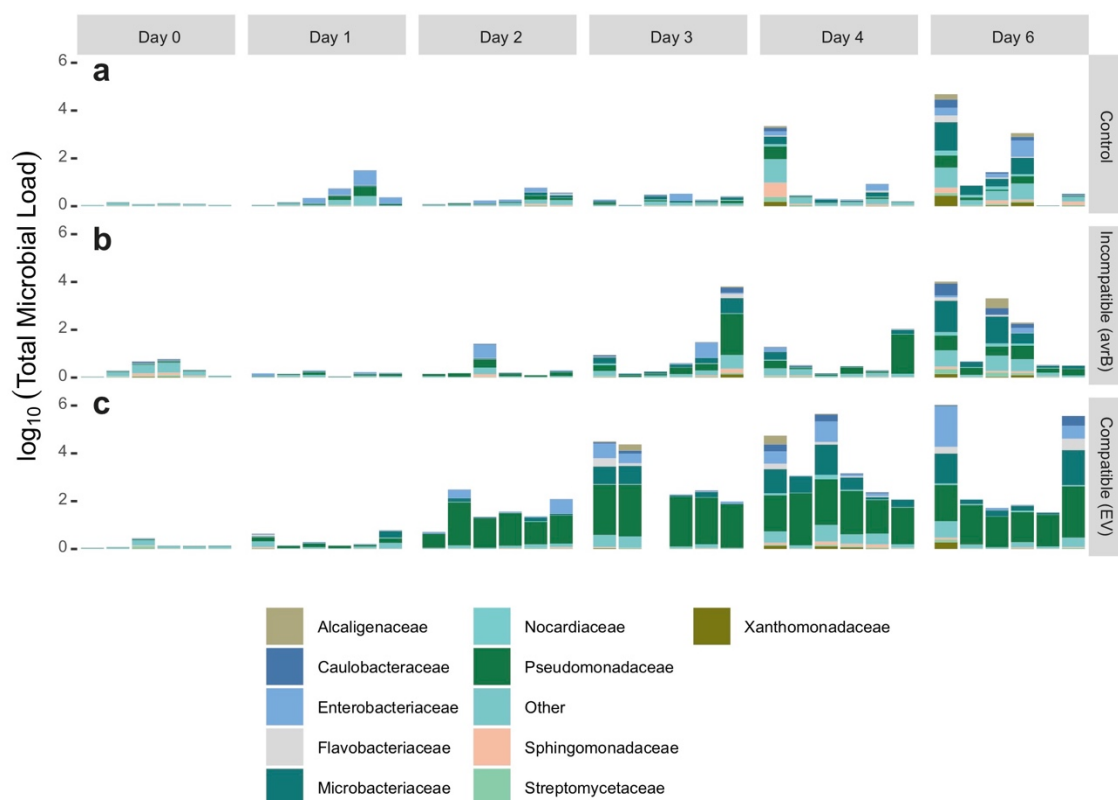 Day 0 Day 1 Day 2 Day 3 Day 4 Day 6
a
6
4
2
0
Control
b
6
4
2
0
Incompatible (avrB)
c
6
4
2
0
Compatible (EV)
log10 (Total Microbial Load)
Alcaligenaceae Nocardiaceae Xanthomonadaceae
Caulobacteraceae Pseudomonadaceae
Enterobacteriaceae Other
Flavobacteriaceae Sphingomonadaceae
Microbacteriaceae Streptomycetaceae